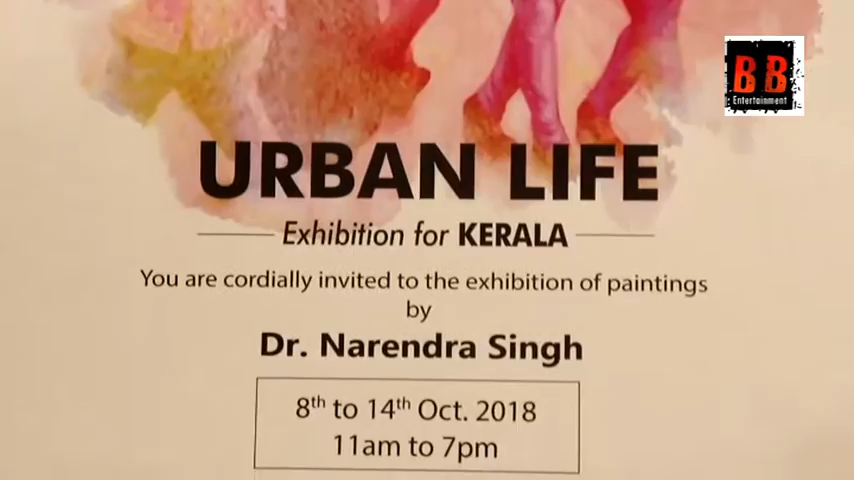 BB
Entertainment
URBAN LIFE
Exhibition for KERALA
You are cordially invited to the exhibition of paintings
by
Dr. Narendra Singh
8th to 14th Oct. 2018
11am to 7pm